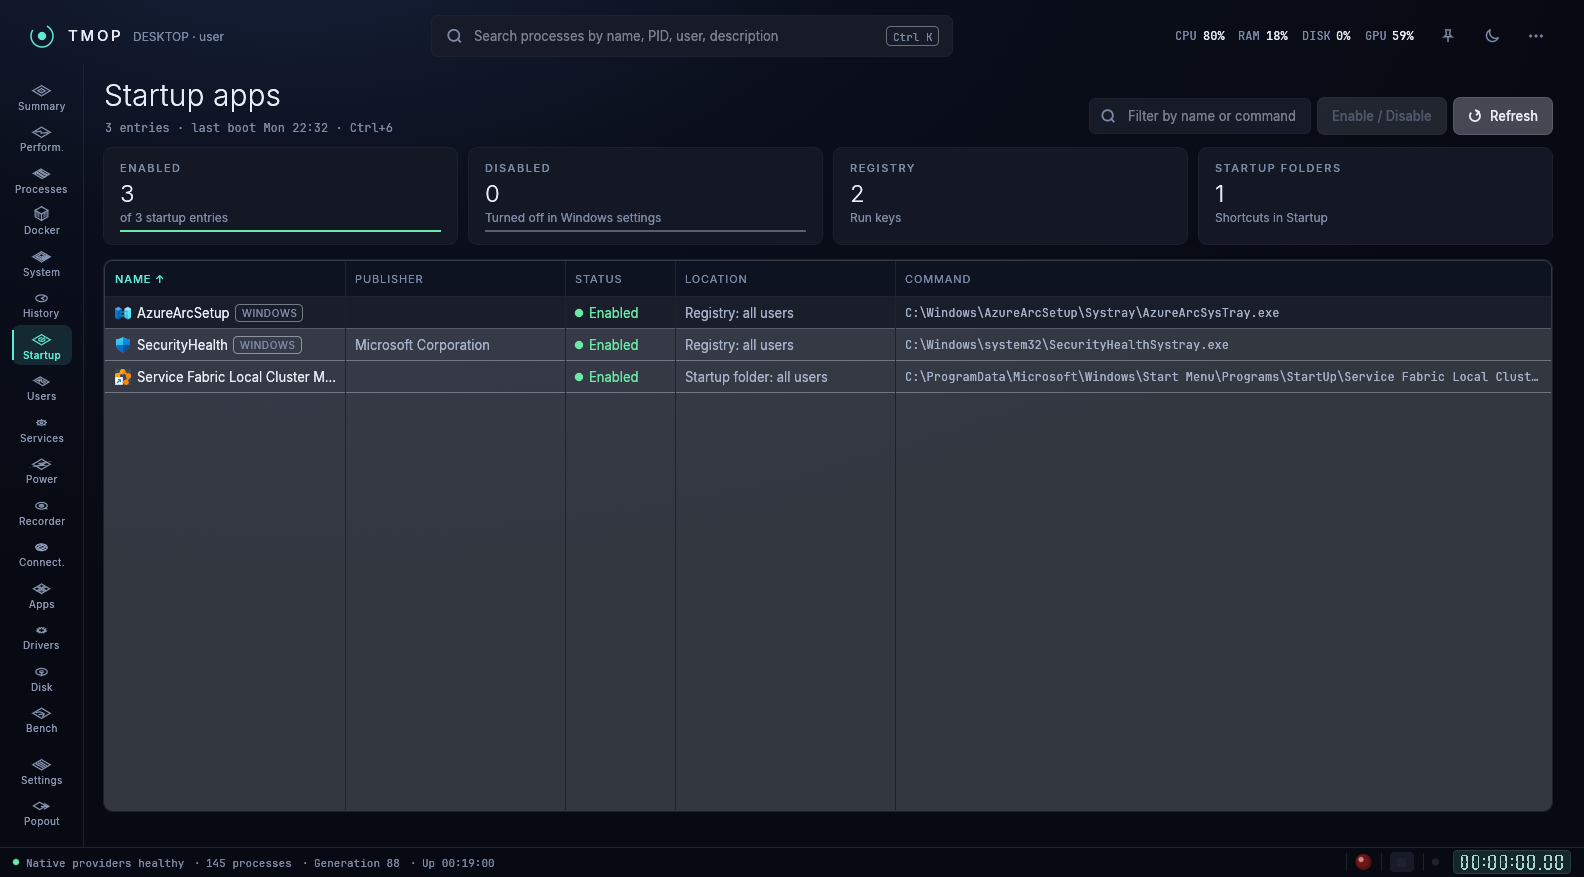 TMOP DESKTOP · user
Search processes by name, PID, user, description Ctrl K
CPU 80% RAM 18% DISK 0% GPU 59%
Summary
Perform.
Processes
Docker
System
History
Startup
Users
Services
Power
Recorder
Connect.
Apps
Drivers
Disk
Bench
Settings
Popout
Startup apps
3 entries · last boot Mon 22:32 · Ctrl+6
Filter by name or command
Enable / Disable
Refresh
ENABLED
3
of 3 startup entries
DISABLED
0
Turned off in Windows settings
REGISTRY
2
Run keys
STARTUP FOLDERS
1
Shortcuts in Startup
NAME ↑ PUBLISHER STATUS LOCATION COMMAND
AzureArcSetup WINDOWS Enabled Registry: all users C:\Windows\AzureArcSetup\Systray\AzureArcSysTray.exe
SecurityHealth WINDOWS Microsoft Corporation Enabled Registry: all users C:\Windows\system32\SecurityHealthSystray.exe
Service Fabric Local Cluster M... Enabled Startup folder: all users C:\ProgramData\Microsoft\Windows\Start Menu\Programs\StartUp\Service Fabric Local Clust…
Native providers healthy · 145 processes · Generation 88 · Up 00:19:00
00:00:00.00